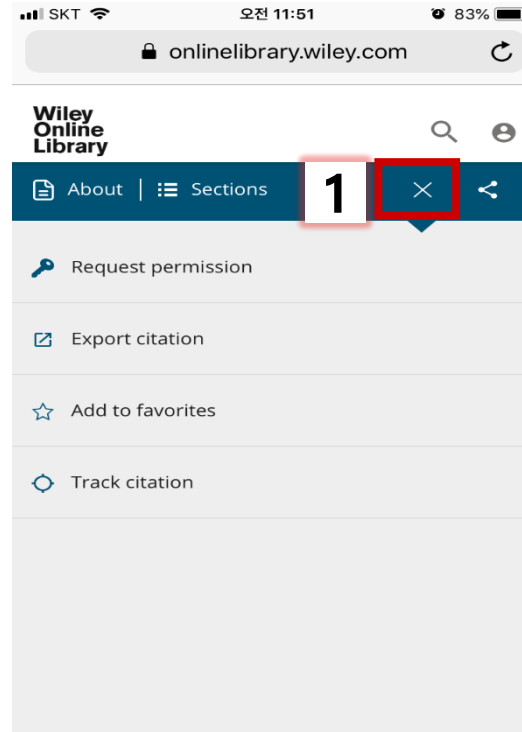 SKT 오전 11:51 83%
onlinelibrary.wiley.com
Wiley
Online
Library
About | Sections 1
Request permission
Export citation
Add to favorites
Track citation